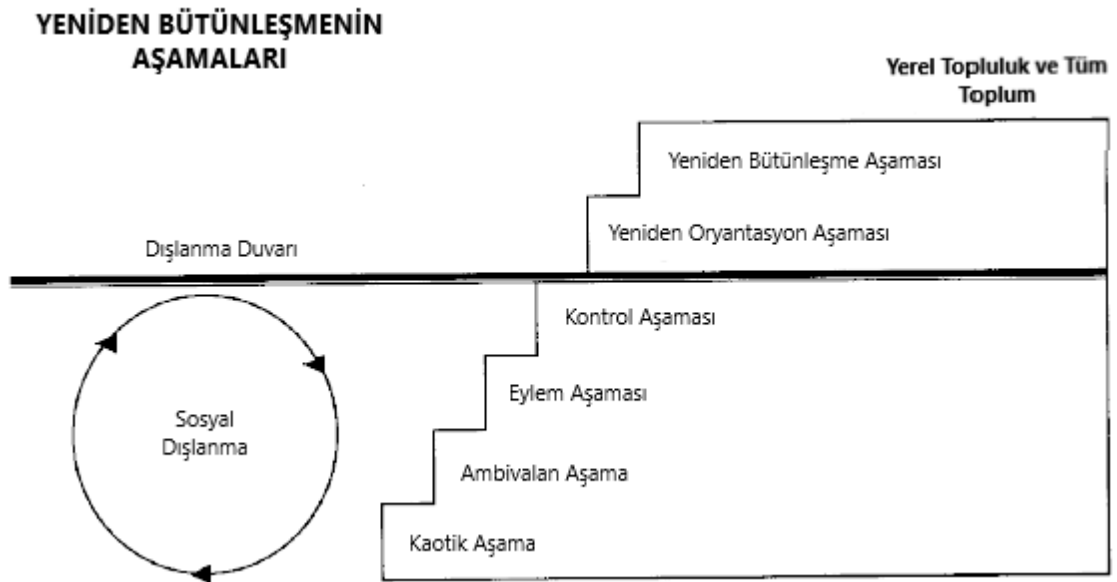 YENİDEN BÜTÜNLEŞMENİN
AŞAMALARI
Yerel Topluluk ve Tüm
Toplum
Yeniden Bütünleşme Aşaması
Yeniden Oryantasyon Aşaması
Dışlanma Duvarı
Kontrol Aşaması
Eylem Aşaması
Sosyal
Dışlanma
Ambivalan Aşama
Kaotik Aşama